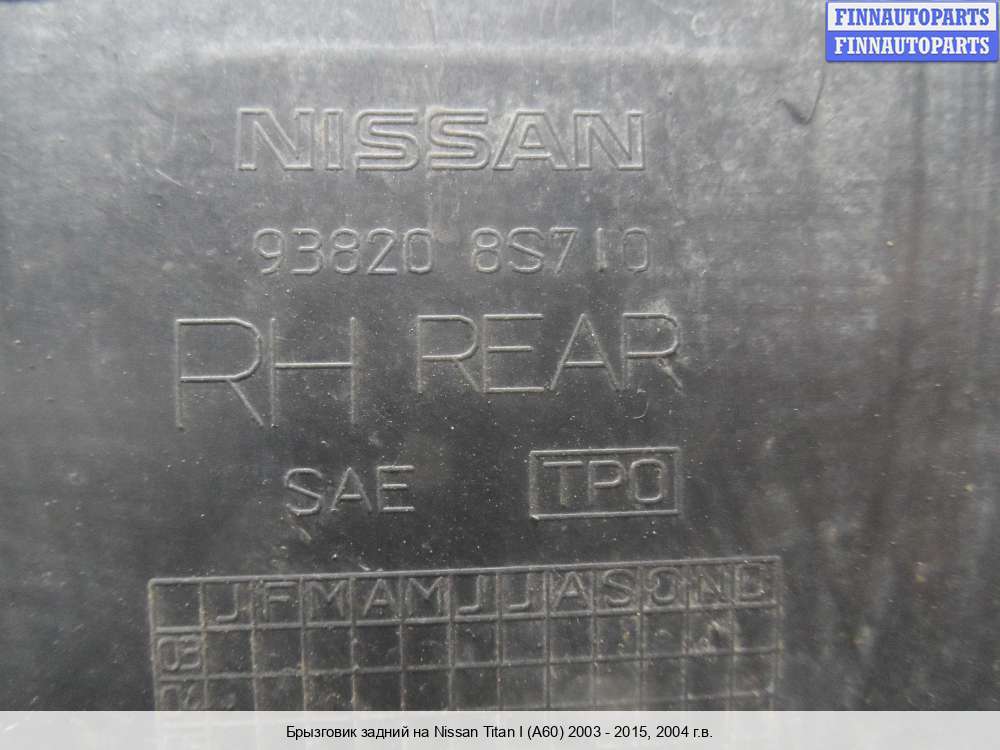 FINNAUTOPARTS
FINNAUTOPARTS
NISSAN
93820 8S710
RH REAR
SAE TPO
J F M A M J J A S O N D
03
Брызговик задний на Nissan Titan I (A60) 2003 - 2015, 2004 г.в.